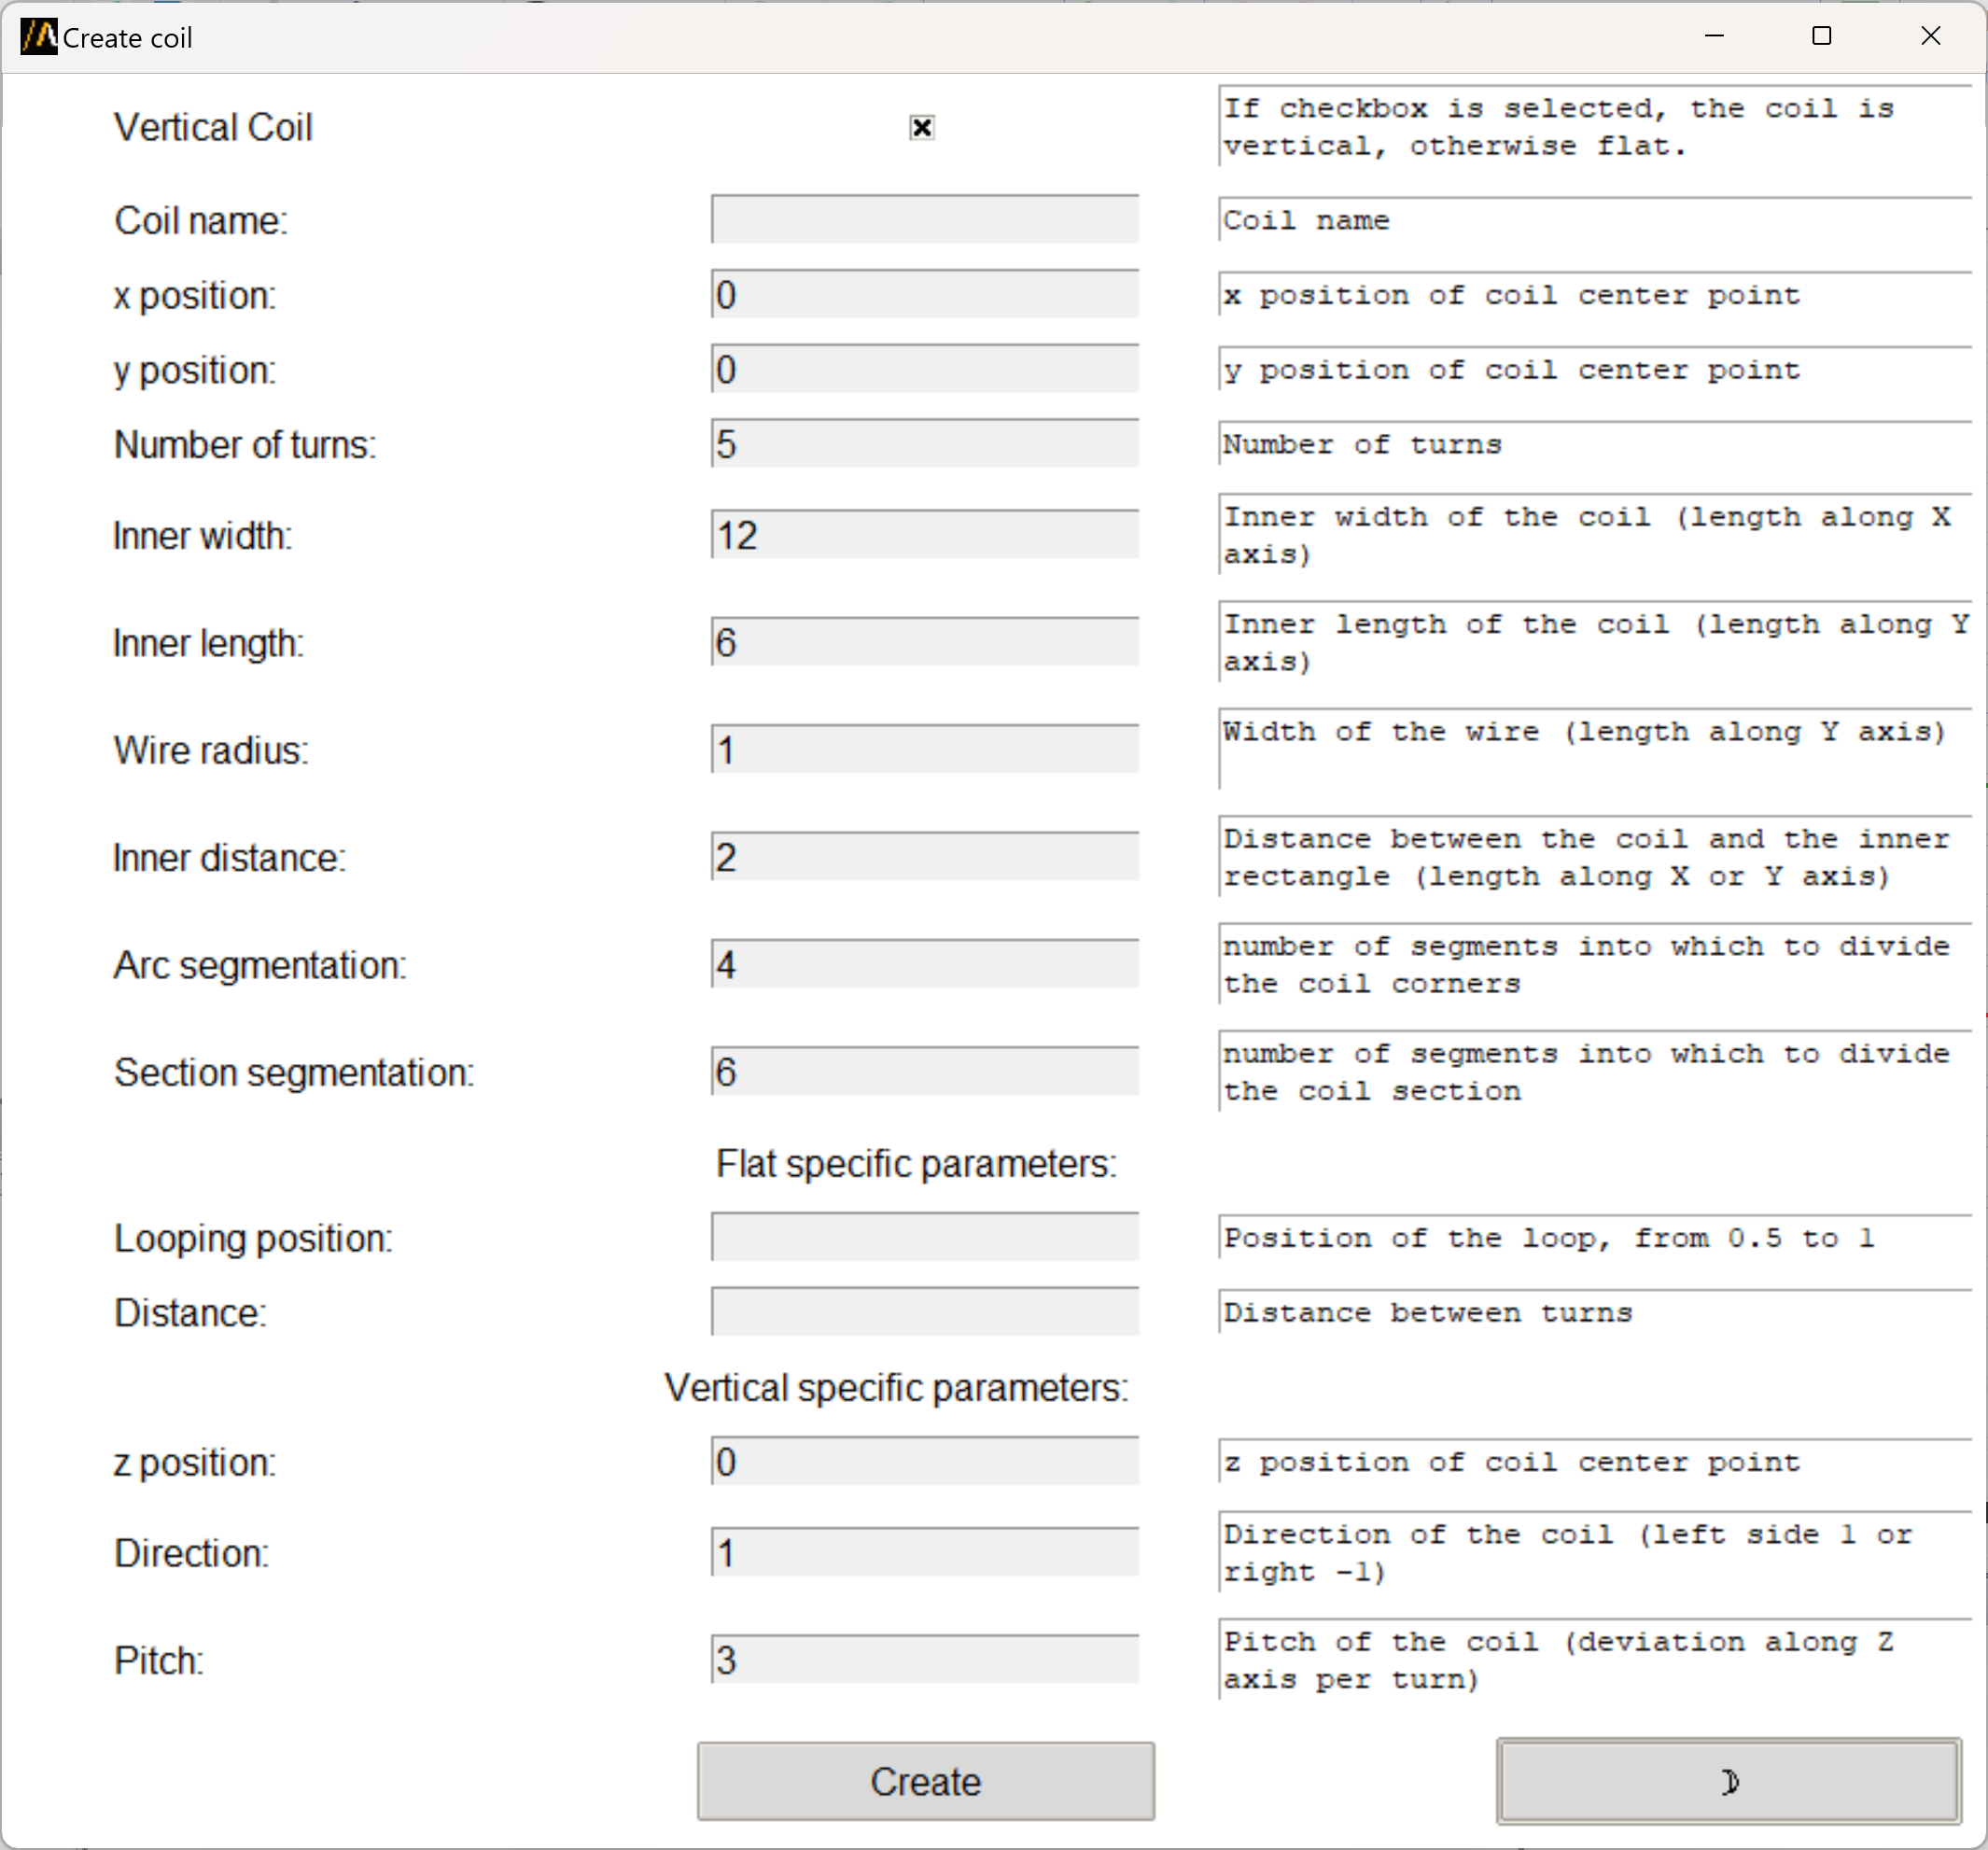 Create coil
Vertical Coil
If checkbox is selected, the coil is
vertical, otherwise flat.
Coil name:
Coil name
x position:
0
x position of coil center point
y position:
0
y position of coil center point
Number of turns:
5
Number of turns
Inner width:
12
Inner width of the coil (length along X
axis)
Inner length:
6
Inner length of the coil (length along Y
axis)
Wire radius:
1
Width of the wire (length along Y axis)
Inner distance:
2
Distance between the coil and the inner
rectangle (length along X or Y axis)
Arc segmentation:
4
number of segments into which to divide
the coil corners
Section segmentation:
6
number of segments into which to divide
the coil section
Flat specific parameters:
Looping position:
Position of the loop, from 0.5 to 1
Distance:
Distance between turns
Vertical specific parameters:
z position:
0
z position of coil center point
Direction:
1
Direction of the coil (left side 1 or
right -1)
Pitch:
3
Pitch of the coil (deviation along Z
axis per turn)
Create